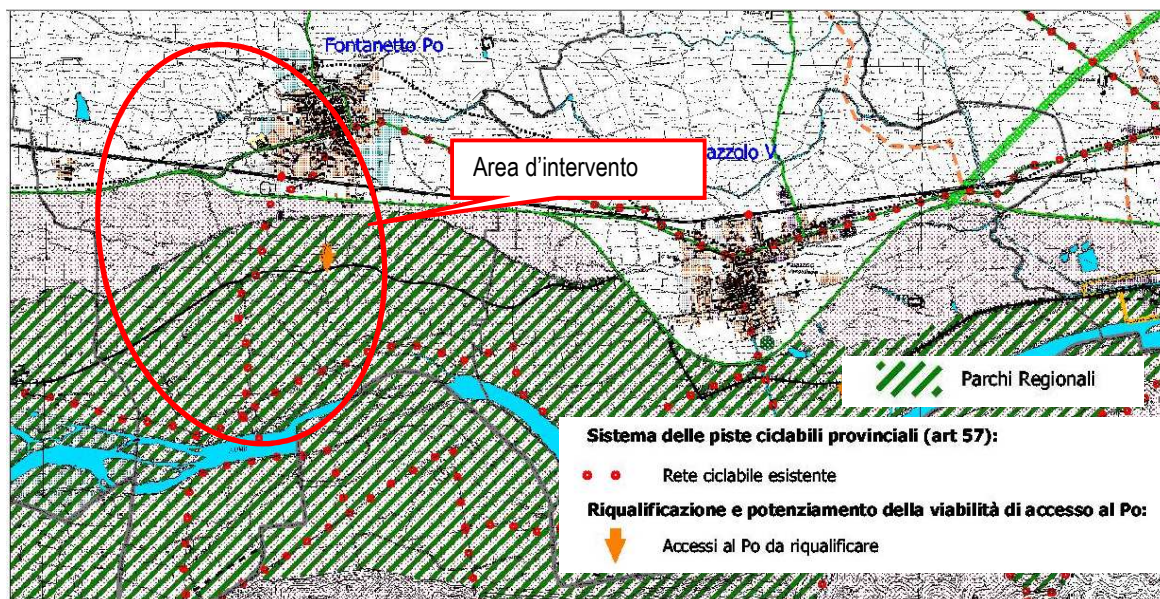 Fontanetto Po
Area d'intervento
azzolo V
Parchi Regionali
Sistema delle piste ciclabili provinciali (art 57):
Rete ciclabile esistente
Riqualificazione e potenziamento della viabilità di accesso al Po:
Accessi al Po da riqualificare